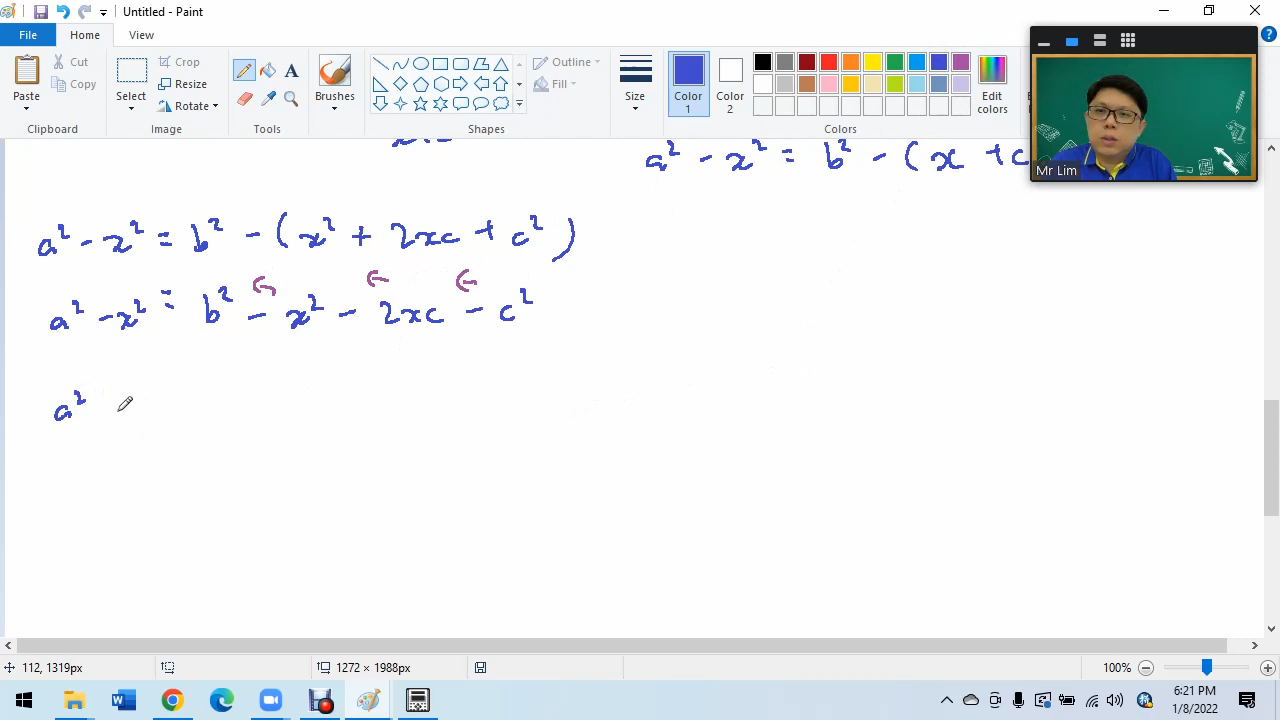 Untitled - Paint
File Home View
Paste Cut Copy Clipboard
Select Crop Resize Rotate Image
A Tools
Brushes
Outline Fill Shapes
Size
Color 1 Color 2 Edit colors Colors
Mr Lim
a² - x² = b² - (x + c
a² - x² = b² - (x² + 2xc + c²)
a² - x² = b² - x² - 2xc - c²
a²
112, 1319px 1272 × 1988px 100%
6:21 PM
1/8/2022